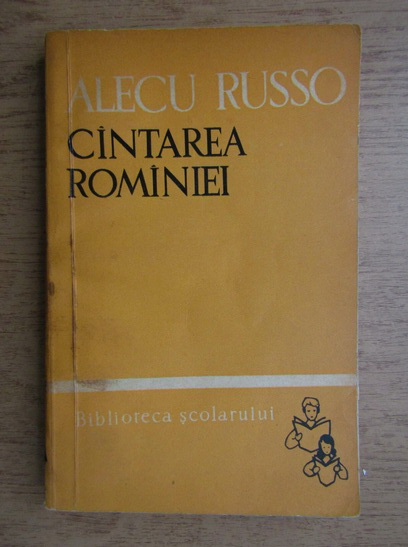 ALECU RUSSO
CÎNTAREA
ROMÎNIEI
Biblioteca școlarului